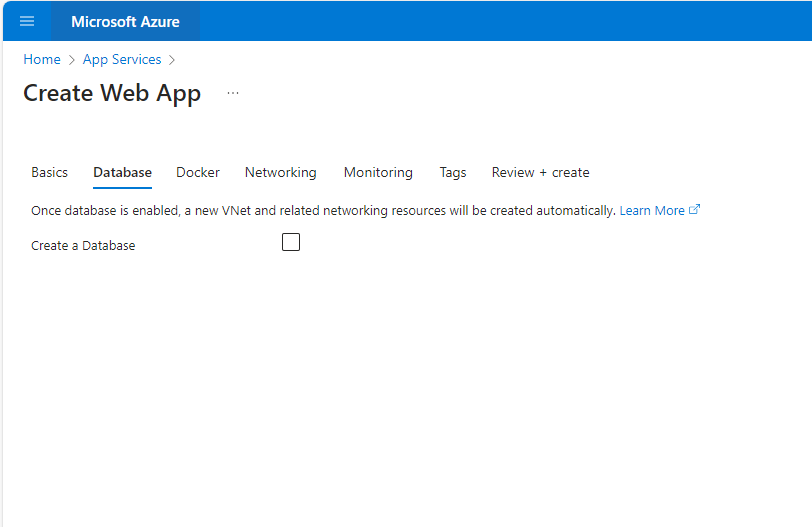 Microsoft Azure
Home > App Services >
Create Web App ...
Basics Database Docker Networking Monitoring Tags Review + create
Once database is enabled, a new VNet and related networking resources will be created automatically. Learn More
Create a Database